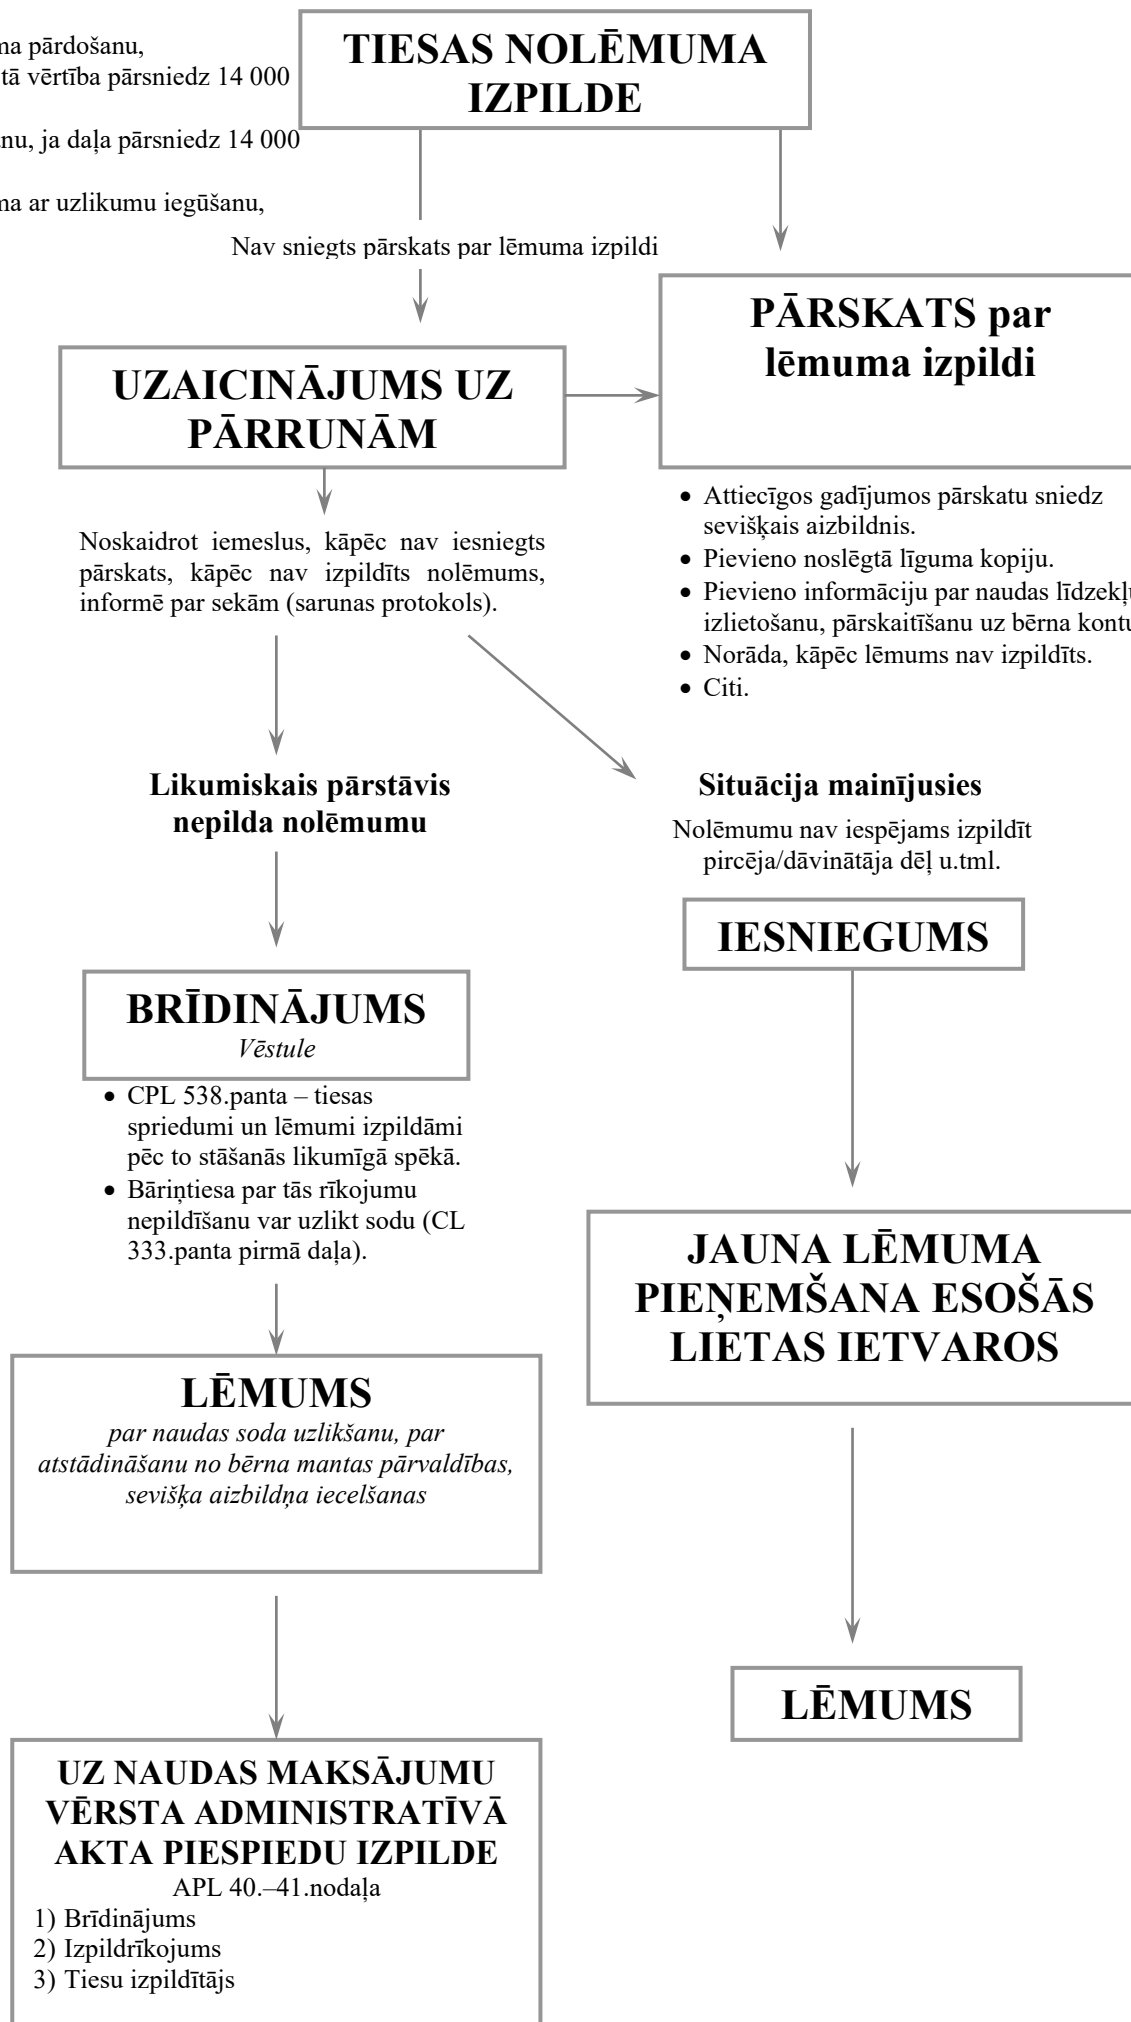 ma pārdošanu,
tā vērtība pārsniedz 14 000
nu, ja daļa pārsniedz 14 000
na ar uzlikumu iegūšanu,
TIESAS NOLĒMUMA
IZPILDE
Nav sniegts pārskats par lēmuma izpildi
PĀRSKATS par
lēmuma izpildi
UZAICINĀJUMS UZ
PĀRRUNĀM
• Attiecīgos gadījumos pārskatu sniedz
sevišķais aizbildnis.
• Pievieno noslēgtā līguma kopiju.
• Pievieno informāciju par naudas līdzekļu
izlietošanu, pārskaitīšanu uz bērna kontu
• Norāda, kāpēc lēmums nav izpildīts.
• Citi.
Noskaidrot iemeslus, kāpēc nav iesniegts
pārskats, kāpēc nav izpildīts nolēmums,
informē par sekām (sarunas protokols).
Likumiskais pārstāvis
nepilda nolēmumu
Situācija mainījusies
Nolēmumu nav iespējams izpildīt
pircēja/dāvinātāja dēļ u.tml.
IESNIEGUMS
BRĪDINĀJUMS
Vēstule
• CPL 538.panta – tiesas
spriedumi un lēmumi izpildāmi
pēc to stāšanās likumīgā spēkā.
• Bāriņtiesa par tās rīkojumu
nepildīšanu var uzlikt sodu (CL
333.panta pirmā daļa).
JAUNA LĒMUMA
PIEŅEMŠANA ESOŠĀS
LIETAS IETVAROS
LĒMUMS
par naudas soda uzlikšanu, par
atstādināšanu no bērna mantas pārvaldības,
sevišķa aizbildņa iecelšanas
LĒMUMS
UZ NAUDAS MAKSĀJUMU
VĒRSTA ADMINISTRATĪVĀ
AKTA PIESPIEDU IZPILDE
APL 40.–41.nodaļa
1) Brīdinājums
2) Izpildrīkojums
3) Tiesu izpildītājs